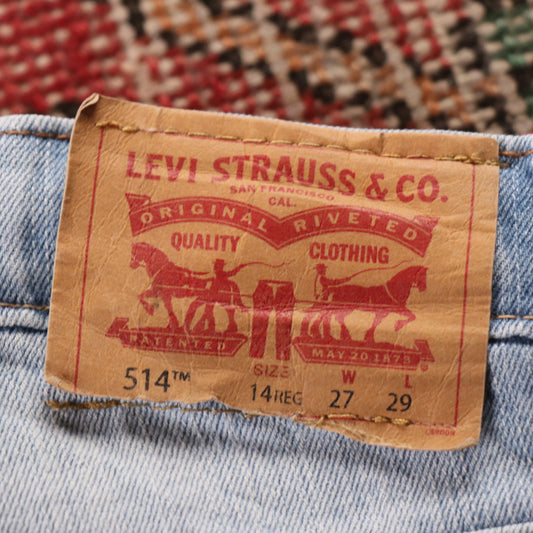 LEVI STRAUSS & CO.
SAN FRANCISCO
CAL.
ORIGINAL RIVETED
QUALITY CLOTHING
PATENTED MAY 20 1873
SIZE W L
514™ 14 REG 27 29